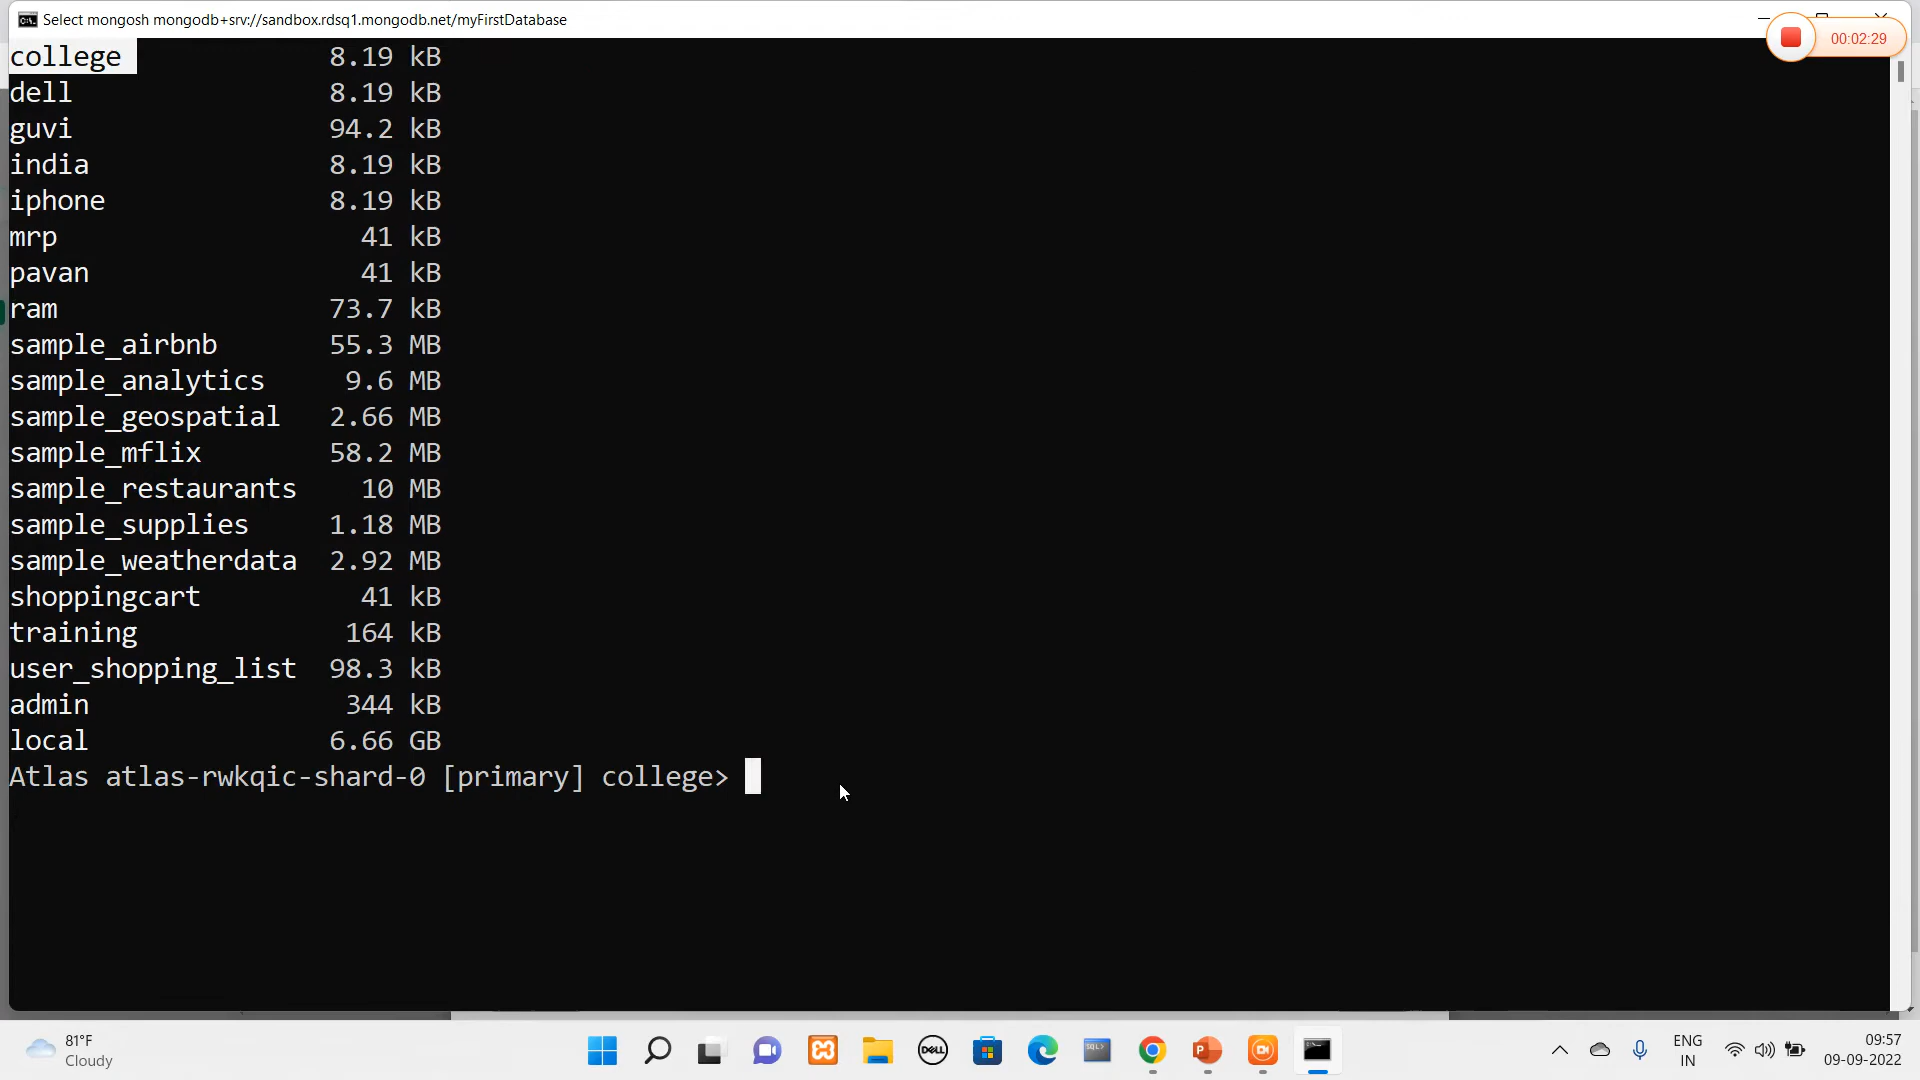 Select mongosh mongodb+srv://sandbox.rdsq1.mongodb.net/myFirstDatabase
00:02:29
college 8.19 kB
dell 8.19 kB
guvi 94.2 kB
india 8.19 kB
iphone 8.19 kB
mrp 41 kB
pavan 41 kB
ram 73.7 kB
sample_airbnb 55.3 MB
sample_analytics 9.6 MB
sample_geospatial 2.66 MB
sample_mflix 58.2 MB
sample_restaurants 10 MB
sample_supplies 1.18 MB
sample_weatherdata 2.92 MB
shoppingcart 41 kB
training 164 kB
user_shopping_list 98.3 kB
admin 344 kB
local 6.66 GB
Atlas atlas-rwkqic-shard-0 [primary] college>
81°F
Cloudy
DELL
SQL>
P
ENG
IN
09:57
09-09-2022